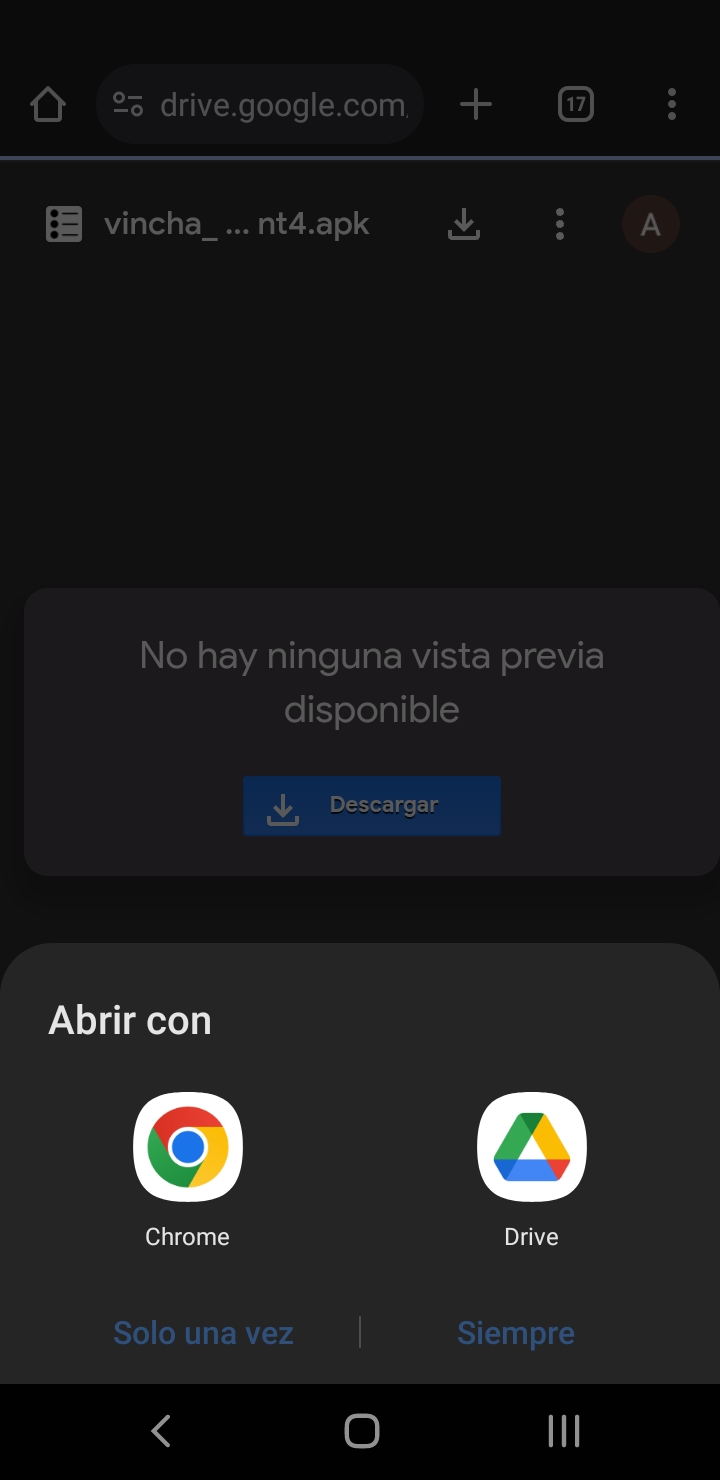 drive.google.com
17
vincha_ ... nt4.apk
A
No hay ninguna vista previa
disponible
Descargar
Abrir con
Chrome
Drive
Solo una vez
Siempre